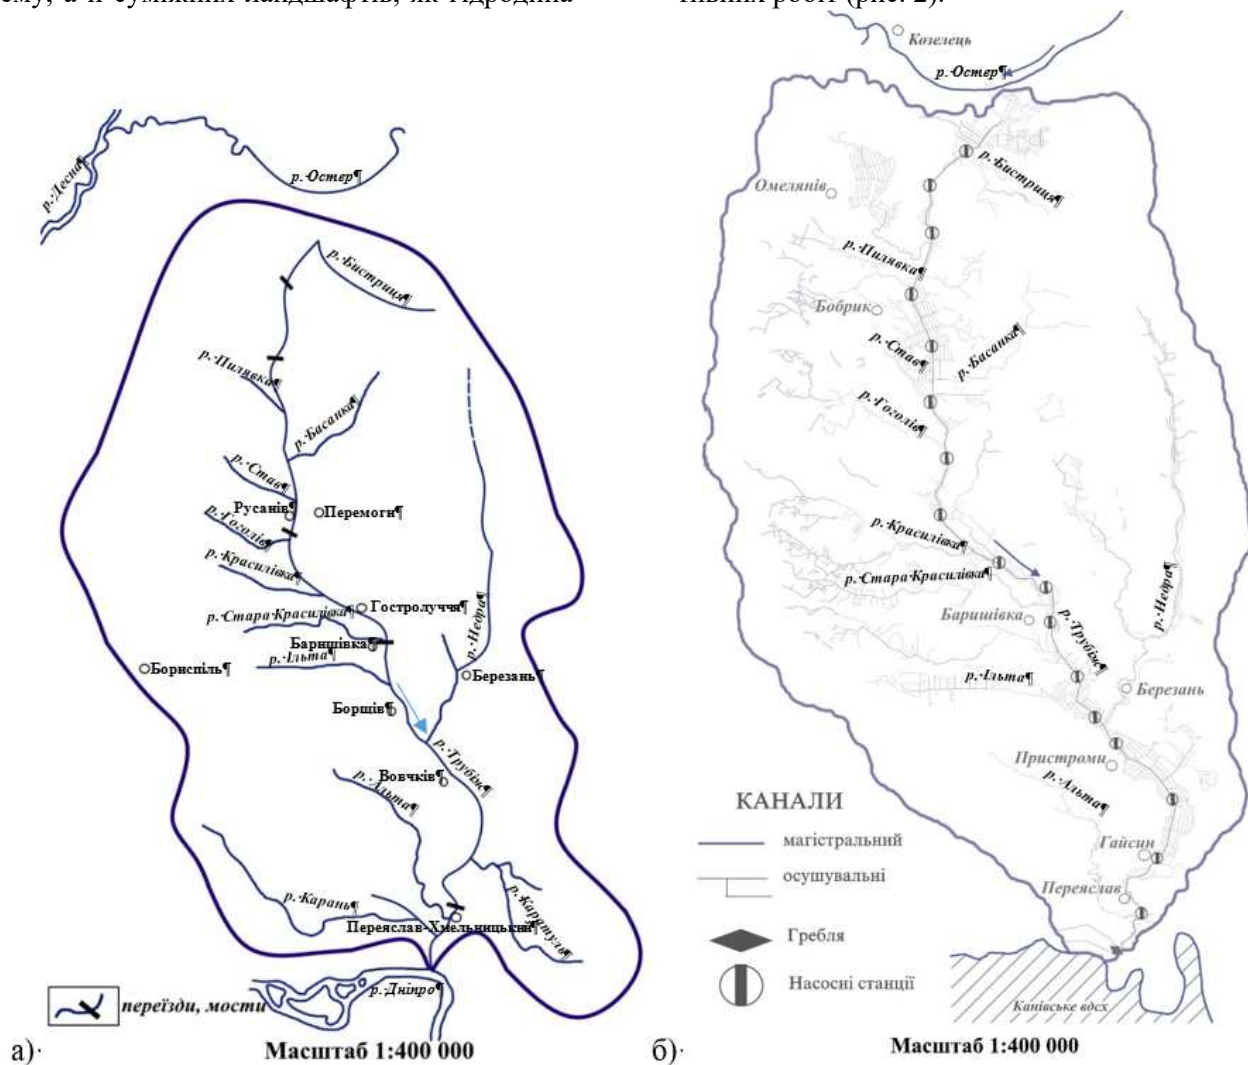 ему, а й суміжних ландшафтів, як гідродина-
тивних робіт (рис. 2).
р.·Десна¶
р.·Остер¶
р.·Бистриця¶
р.·Пилявка¶
р.·Басанка¶
р.·Став¶
Русанів¶
Перемоги¶
р.·Гоголів¶
р.·Красилівка¶
Гостролуччя¶
р.·Стара·Красилівка¶
р.·Недра¶
Баришівка¶
р.·Ільта¶
Бориспіль¶
Березань¶
Борщів¶
р.·Трубіж¶
Вовчків¶
р.·Альта¶
р.·Карань¶
р.·Каратуль¶
Переяслав-Хмельницький¶
р.·Дніпро¶
переїзди, мости
а)·
Масштаб 1:400 000
Козелець
р.·Остер¶
р.·Бистриця¶
Омелянів
р.·Пилявка¶
Бобрик
р.·Басанка¶
р.·Став¶
р.·Гоголів¶
р.·Красилівка¶
р.·Стара·Красилівка¶
р.·Недра¶
Баришівка
р.·Трубіж¶
р.·Ільта¶
Березань
Пристроми
р.·Альта¶
Гайсин
Переяслав
КАНАЛИ
магістральний
осушувальні
Гребля
Насосні станції
Канівське вдсх
б)·
Масштаб 1:400 000